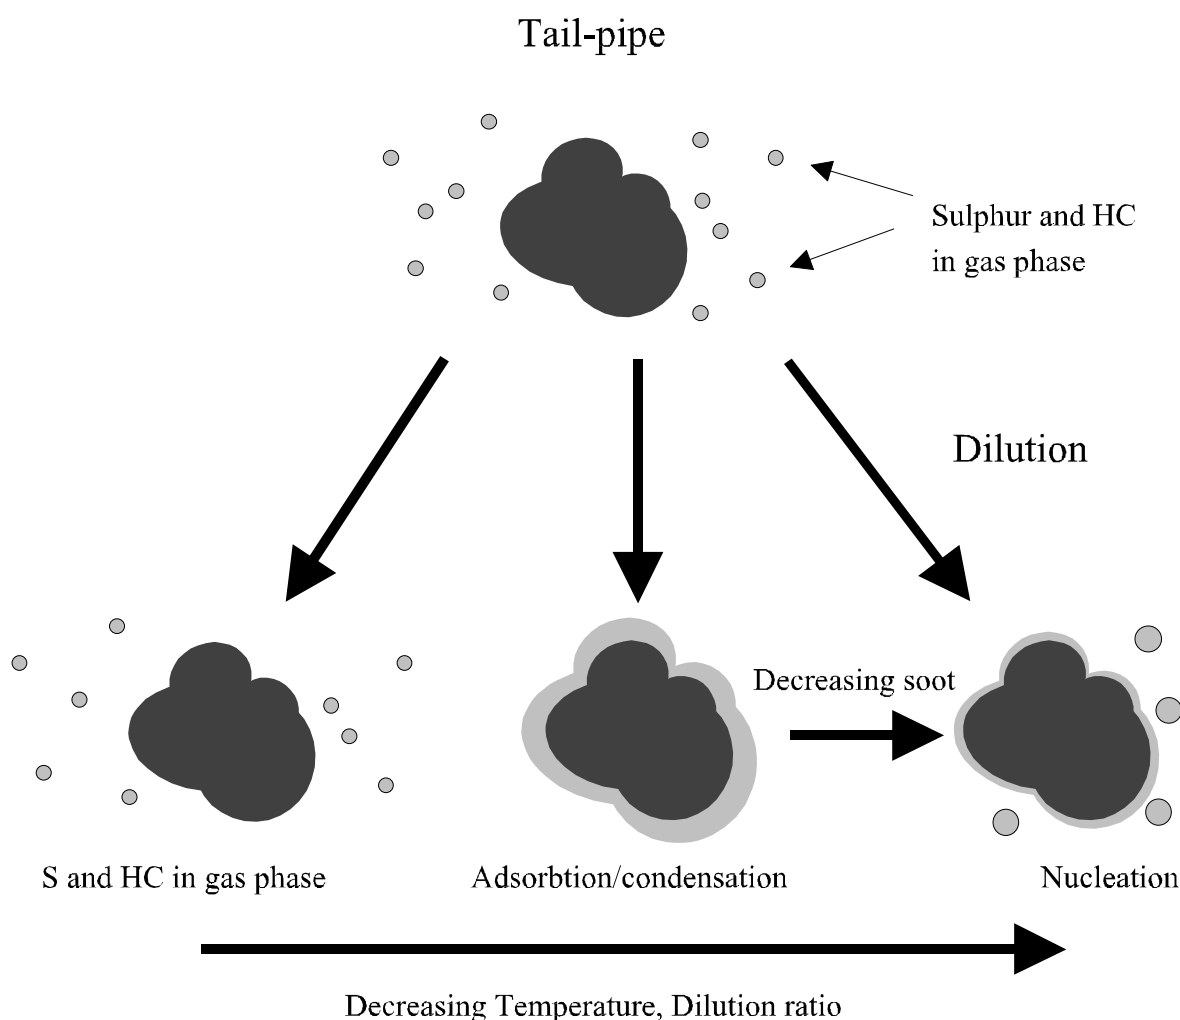 Tail-pipe
Sulphur and HC
in gas phase
Dilution
Decreasing soot
S and HC in gas phase
Adsorbtion/condensation
Nucleation
Decreasing Temperature, Dilution ratio